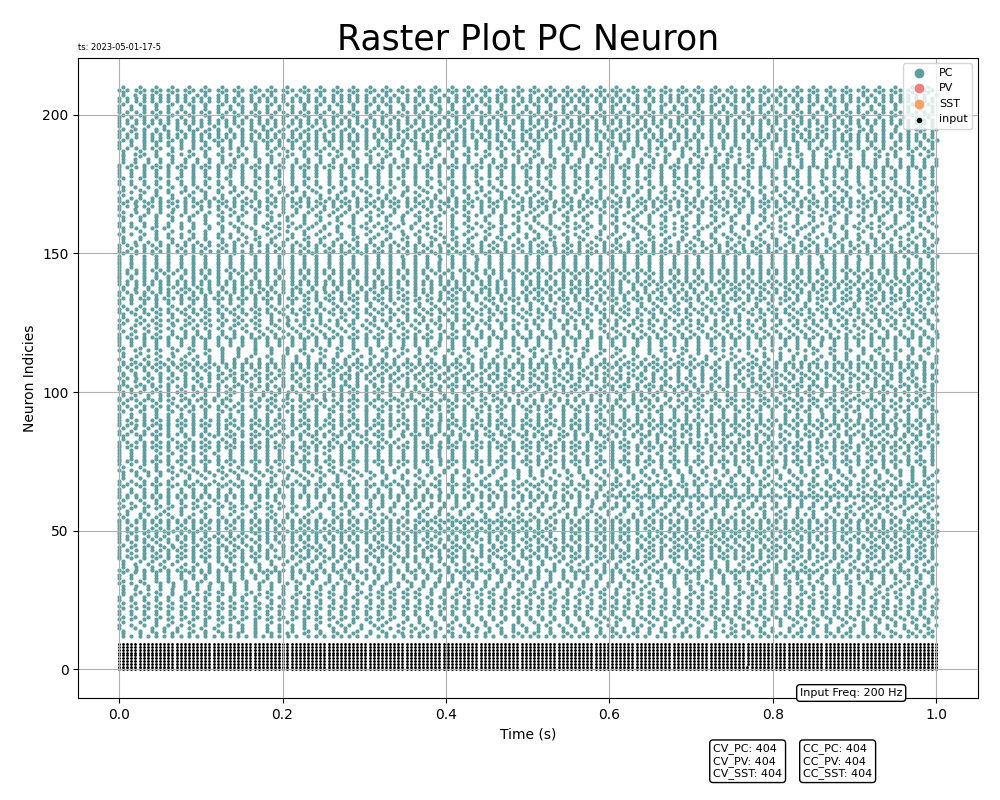 Raster Plot PC Neuron
ts: 2023-05-01-17-5
PC
PV
SST
input
200
150
100
50
0
Neuron Indicies
Input Freq: 200 Hz
0.0 0.2 0.4 0.6 0.8 1.0
Time (s)
CV_PC: 404
CV_PV: 404
CV_SST: 404
CC_PC: 404
CC_PV: 404
CC_SST: 404